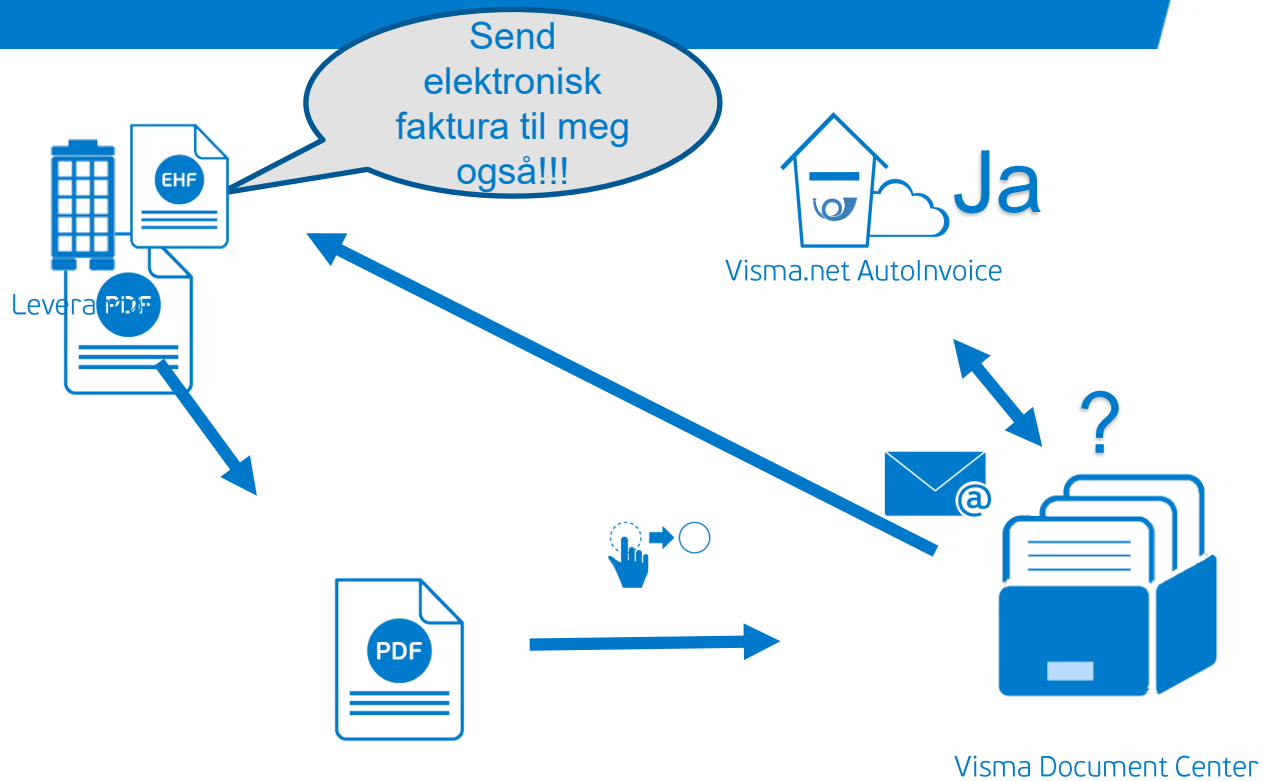 Send
elektronisk
faktura til meg
også!!!
EHF
Ja
Visma.net AutoInvoice
PDF
?
@
PDF
Visma Document Center